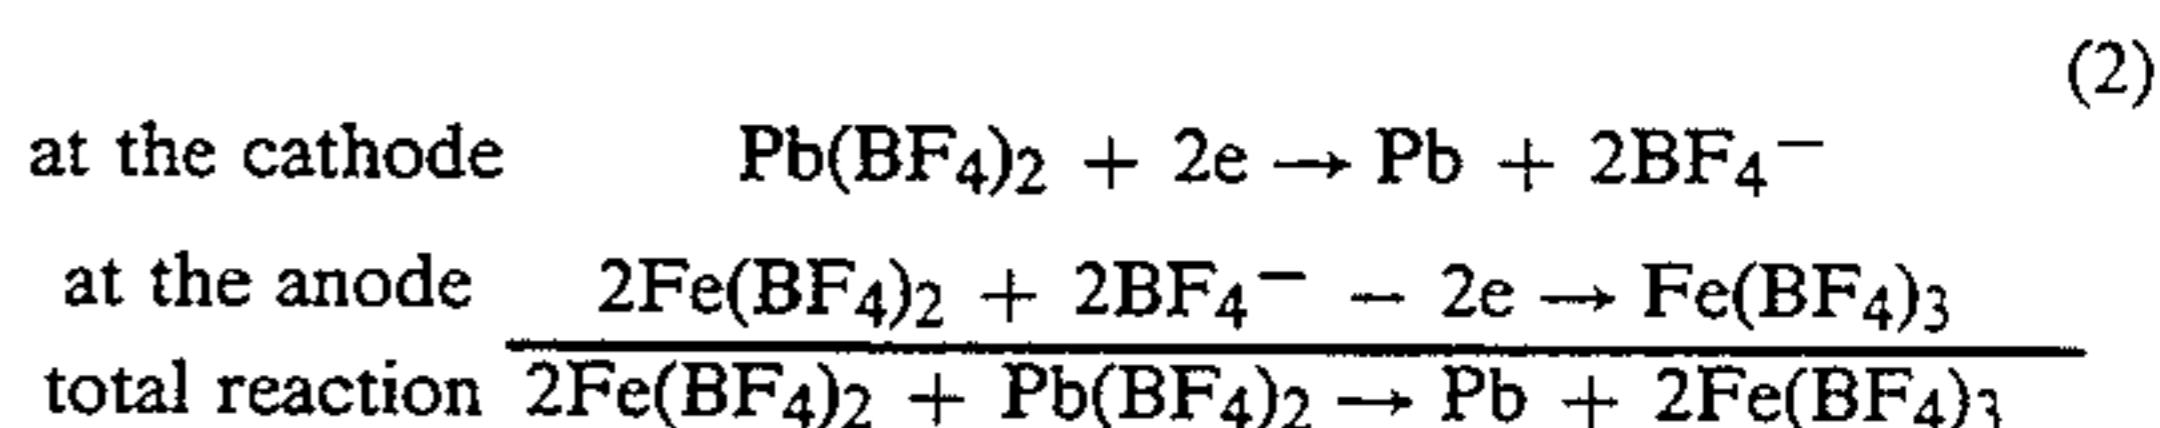 (2)
at the cathode Pb(BF₄)₂ + 2e → Pb + 2BF₄⁻
at the anode 2Fe(BF₄)₂ + 2BF₄⁻ − 2e → Fe(BF₄)₃
total reaction 2Fe(BF₄)₂ + Pb(BF₄)₂ → Pb + 2Fe(BF₄)₃